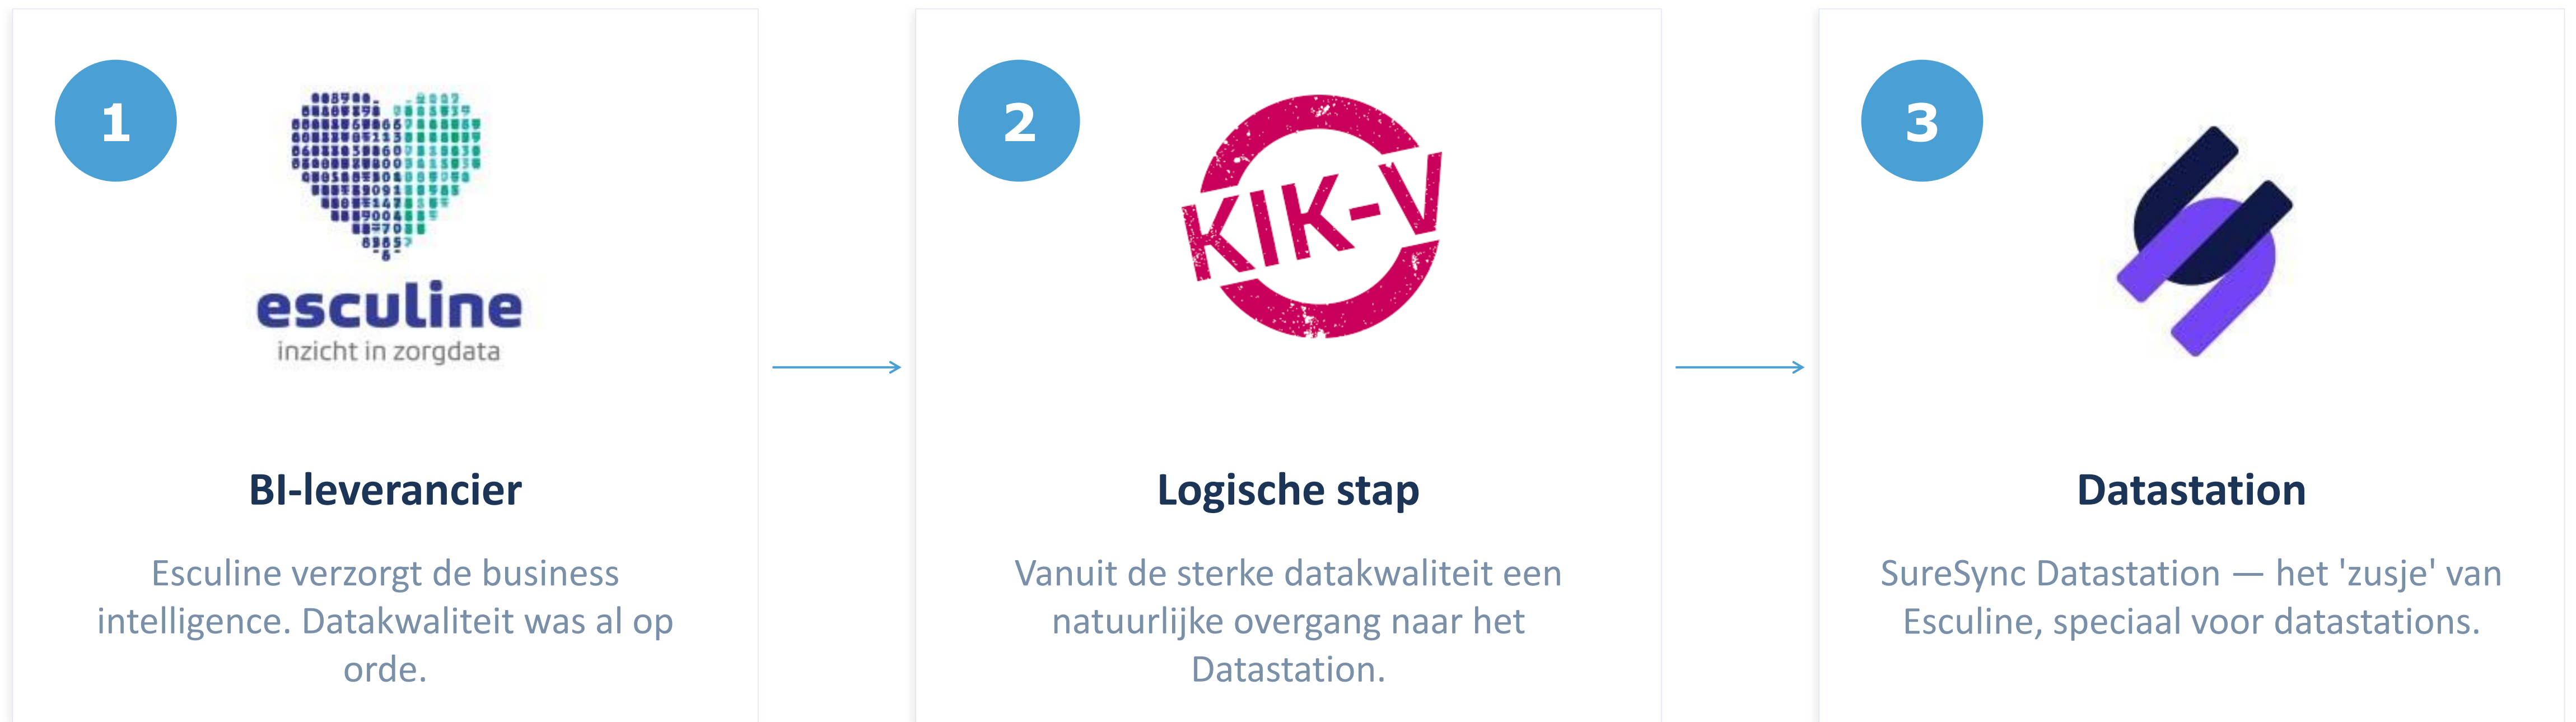 1
esculine
inzicht in zorgdata
BI-leverancier
Esculine verzorgt de business
intelligence. Datakwaliteit was al op
orde.
2
KIK-V
Logische stap
Vanuit de sterke datakwaliteit een
natuurlijke overgang naar het
Datastation.
3
Datastation
SureSync Datastation — het 'zusje' van
Esculine, speciaal voor datastations.